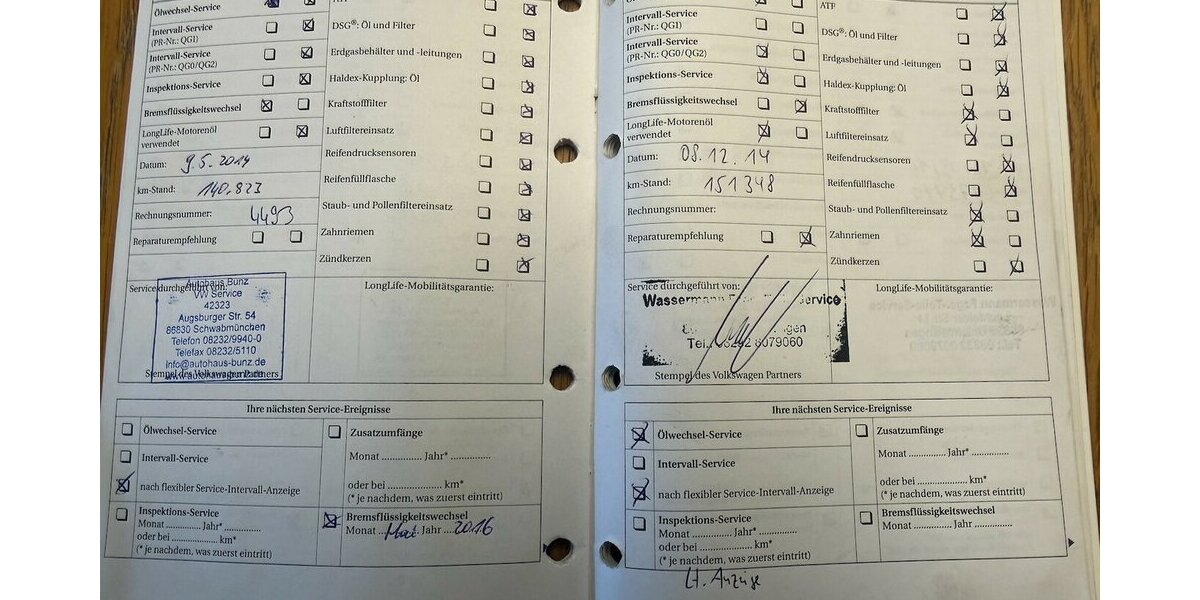 Ölwechsel-Service
Intervall-Service
(PR-Nr.: QG1)
Intervall-Service
(PR-Nr.: QG0/QG2)
Inspektions-Service
Bremsflüssigkeitswechsel
LongLife-Motorenöl
verwendet
Datum: 9.5.2014
km-Stand: 140.823
Rechnungsnummer: 4493
Reparaturempfehlung
ATF
DSG®: Öl und Filter
Erdgasbehälter und -leitungen
Haldex-Kupplung: Öl
Kraftstofffilter
Luftfiltereinsatz
Reifendrucksensoren
Reifenfüllflasche
Staub- und Pollenfiltereinsatz
Zahnriemen
Zündkerzen
Service durchgeführt von:
Autohaus Bunz
VW Service
42323
Augsburger Str. 54
86830 Schwabmünchen
Telefon 08232/9940-0
Telefax 08232/5110
info@autohaus-bunz.de
www.autohaus-bunz.de
Stempel des Volkswagen Partners
LongLife-Mobilitätsgarantie:
Ihre nächsten Service-Ereignisse
Ölwechsel-Service
Intervall-Service
nach flexibler Service-Intervall-Anzeige
Inspektions-Service
Monat ............ Jahr* ............
oder bei .................. km*
(* je nachdem, was zuerst eintritt)
Zusatzumfänge
Monat ............ Jahr* ............
oder bei .................. km*
(* je nachdem, was zuerst eintritt)
Bremsflüssigkeitswechsel
Monat Mai Jahr 2016
Intervall-Service
(PR-Nr.: QG1)
Intervall-Service
(PR-Nr.: QG0/QG2)
Inspektions-Service
Bremsflüssigkeitswechsel
LongLife-Motorenöl
verwendet
Datum: 08.12.14
km-Stand: 151348
Rechnungsnummer:
Reparaturempfehlung
ATF
DSG®: Öl und Filter
Erdgasbehälter und -leitungen
Haldex-Kupplung: Öl
Kraftstofffilter
Luftfiltereinsatz
Reifendrucksensoren
Reifenfüllflasche
Staub- und Pollenfiltereinsatz
Zahnriemen
Zündkerzen
Service durchgeführt von:
Wassermann
Service
Stempel des Volkswagen Partners
LongLife-Mobilitätsgarantie:
Ihre nächsten Service-Ereignisse
Ölwechsel-Service
Intervall-Service
nach flexibler Service-Intervall-Anzeige
Inspektions-Service
Monat ............ Jahr* ............
oder bei .................. km*
(* je nachdem, was zuerst eintritt)
Zusatzumfänge
Monat ............ Jahr* ............
oder bei .................. km*
(* je nachdem, was zuerst eintritt)
Bremsflüssigkeitswechsel
Monat ............ Jahr ............
Lt. Anzeige